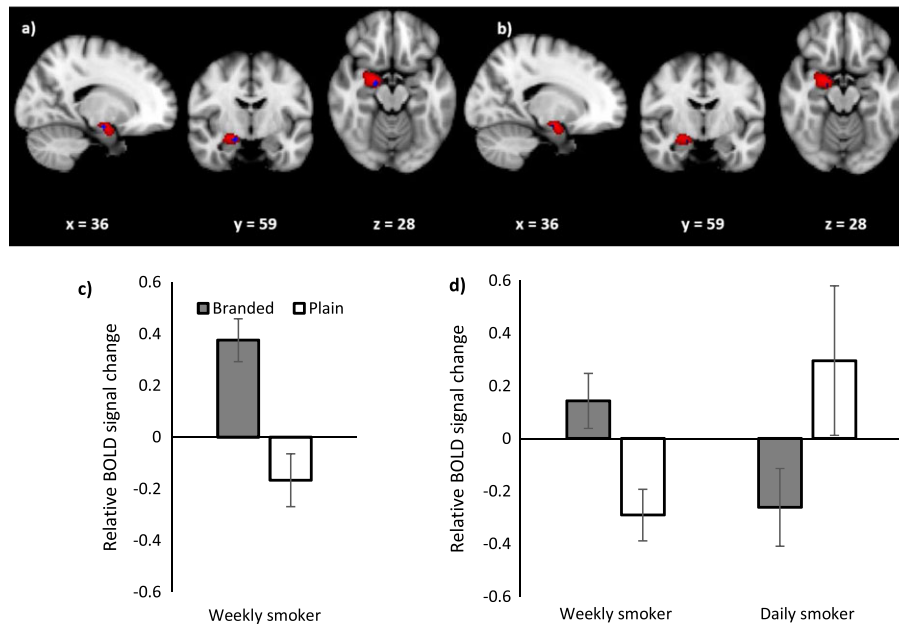 a)
b)
x = 36
y = 59
z = 28
x = 36
y = 59
z = 28
c)
Relative BOLD signal change
0.6
0.4
0.2
0
-0.2
-0.4
-0.6
Branded
Plain
Weekly smoker
d)
Relative BOLD signal change
0.6
0.4
0.2
0
-0.2
-0.4
-0.6
Weekly smoker
Daily smoker